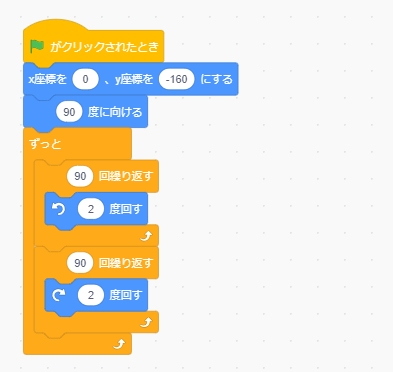 がクリックされたとき
x座標を 0 、y座標を -160 にする
90 度に向ける
ずっと
90 回繰り返す
2 度回す
90 回繰り返す
2 度回す